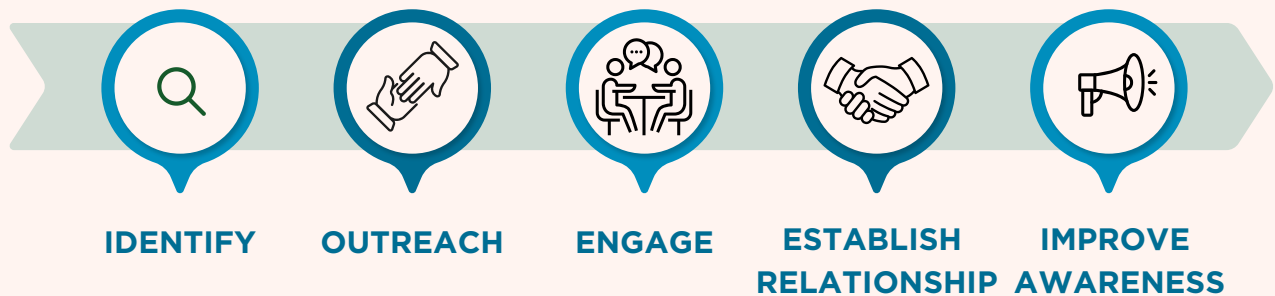 IDENTIFY
OUTREACH
ENGAGE
ESTABLISH
RELATIONSHIP
IMPROVE
AWARENESS